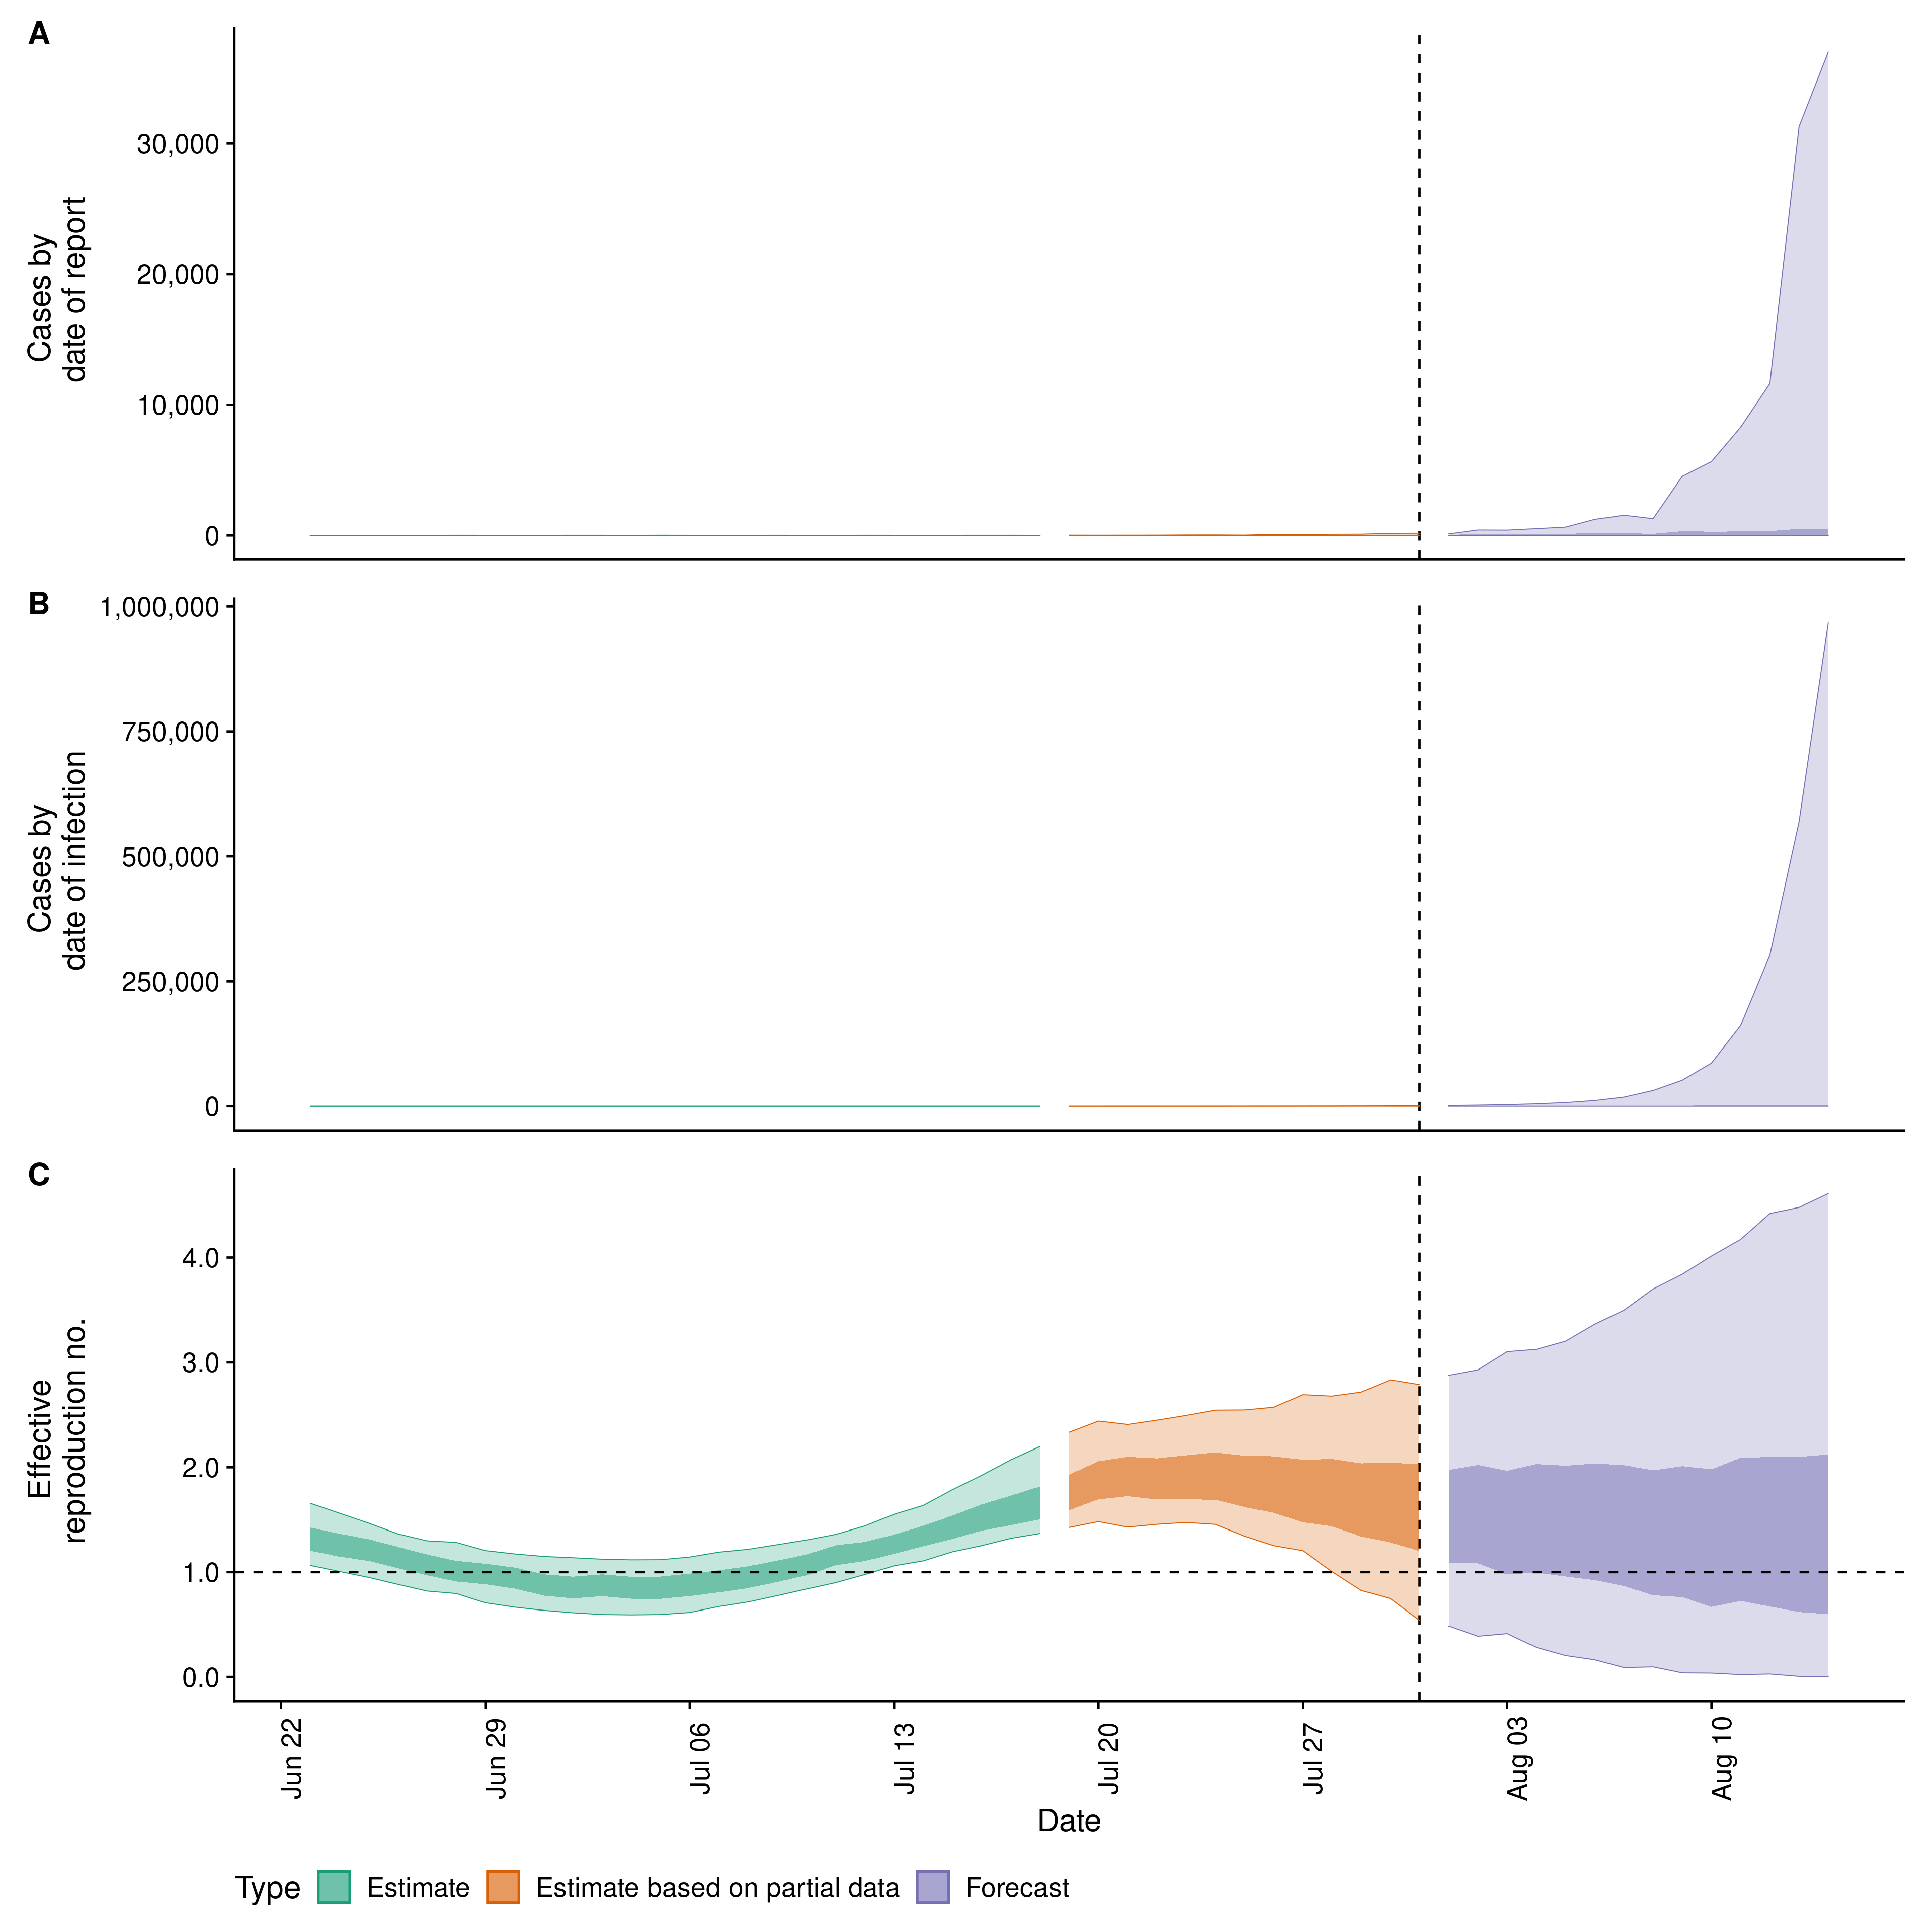 A
Cases by
date of report
30,000
20,000
10,000
0
B
Cases by
date of infection
1,000,000
750,000
500,000
250,000
0
C
Effective
reproduction no.
4.0
3.0
2.0
1.0
0.0
Jun 22
Jun 29
Jul 06
Jul 13
Jul 20
Jul 27
Aug 03
Aug 10
Date
Type Estimate Estimate based on partial data Forecast